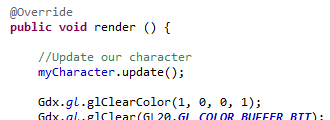 @Override
public void render () {
//Update our character
myCharacter.update();
Gdx.gl.glClearColor(1, 0, 0, 1);
Gdx.gl.glClear(GL20.GL_COLOR_BUFFER_BIT);